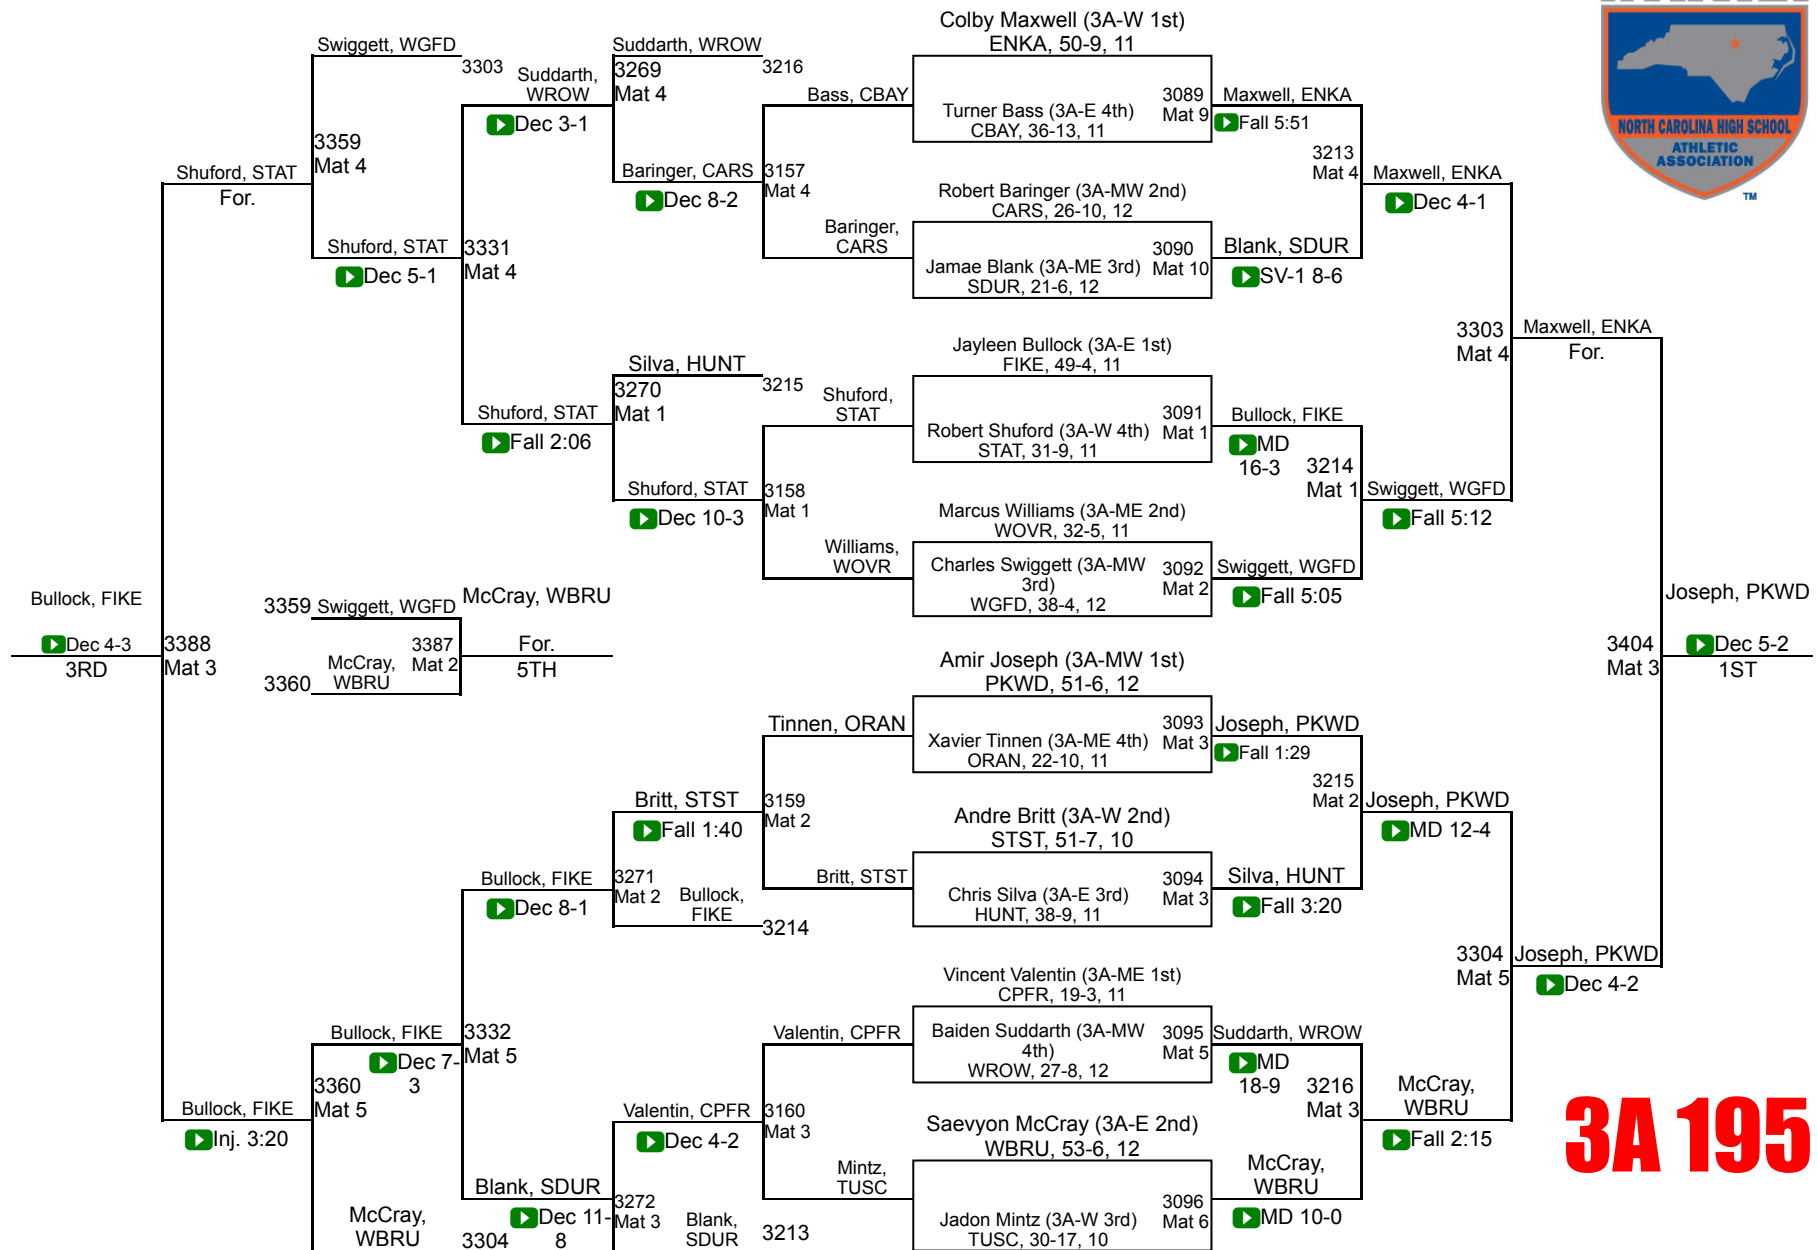 Colby Maxwell (3A-W 1st)
ENKA, 50-9, 11
Swiggett, WGFD
Suddarth, WROW
3303
Suddarth,
WROW
3269
Mat 4
3216
Bass, CBAY
Turner Bass (3A-E 4th)
CBAY, 36-13, 11
3089
Mat 9
Maxwell, ENKA
Fall 5:51
NORTH CAROLINA HIGH SCHOOL
ATHLETIC
ASSOCIATION
TM
Dec 3-1
3359
Mat 4
3213
Mat 4
Shuford, STAT
For.
Baringer, CARS
Dec 8-2
3157
Mat 4
Robert Baringer (3A-MW 2nd)
CARS, 26-10, 12
Maxwell, ENKA
Dec 4-1
Shuford, STAT
Dec 5-1
3331
Mat 4
Baringer,
CARS
Jamae Blank (3A-ME 3rd)
SDUR, 21-6, 12
3090
Mat 10
Blank, SDUR
SV-1 8-6
Jayleen Bullock (3A-E 1st)
FIKE, 49-4, 11
3303
Mat 4
Maxwell, ENKA
For.
Silva, HUNT
3270
Mat 1
3215
Shuford,
STAT
Shuford, STAT
Fall 2:06
Robert Shuford (3A-W 4th)
STAT, 31-9, 11
3091
Mat 1
Bullock, FIKE
MD
16-3
3214
Mat 1
Shuford, STAT
Dec 10-3
3158
Mat 1
Marcus Williams (3A-ME 2nd)
WOVR, 32-5, 11
Swiggett, WGFD
Fall 5:12
Williams,
WOVR
Charles Swiggett (3A-MW
3rd)
WGFD, 38-4, 12
3092
Mat 2
Swiggett, WGFD
Fall 5:05
Bullock, FIKE
Dec 4-3
3RD
3388
Mat 3
3359
Swiggett, WGFD
McCray, WBRU
3387
Mat 2
For.
5TH
3360
McCray,
WBRU
Joseph, PKWD
3404
Mat 3
Dec 5-2
1ST
Amir Joseph (3A-MW 1st)
PKWD, 51-6, 12
Tinnen, ORAN
Xavier Tinnen (3A-ME 4th)
ORAN, 22-10, 11
3093
Mat 3
Joseph, PKWD
Fall 1:29
3215
Mat 2
Britt, STST
Fall 1:40
3159
Mat 2
Andre Britt (3A-W 2nd)
STST, 51-7, 10
Joseph, PKWD
MD 12-4
Bullock, FIKE
Dec 8-1
3271
Mat 2
Bullock,
FIKE
3214
Britt, STST
Chris Silva (3A-E 3rd)
HUNT, 38-9, 11
3094
Mat 3
Silva, HUNT
Fall 3:20
3304
Mat 5
Joseph, PKWD
Dec 4-2
Vincent Valentin (3A-ME 1st)
CPFR, 19-3, 11
Bullock, FIKE
Dec 7-
3
3332
Mat 5
Valentin, CPFR
Baiden Suddarth (3A-MW
4th)
WROW, 27-8, 12
3095
Mat 5
Suddarth, WROW
MD
18-9
3216
Mat 3
3360
Mat 5
Bullock, FIKE
Inj. 3:20
Valentin, CPFR
Dec 4-2
3160
Mat 3
Saevyon McCray (3A-E 2nd)
WBRU, 53-6, 12
McCray,
WBRU
Fall 2:15
3A 195
Mintz,
TUSC
Jadon Mintz (3A-W 3rd)
TUSC, 30-17, 10
3096
Mat 6
McCray,
WBRU
MD 10-0
Blank, SDUR
Dec 11-
8
3272
Mat 3
Blank,
SDUR
3213
McCray,
WBRU
3304